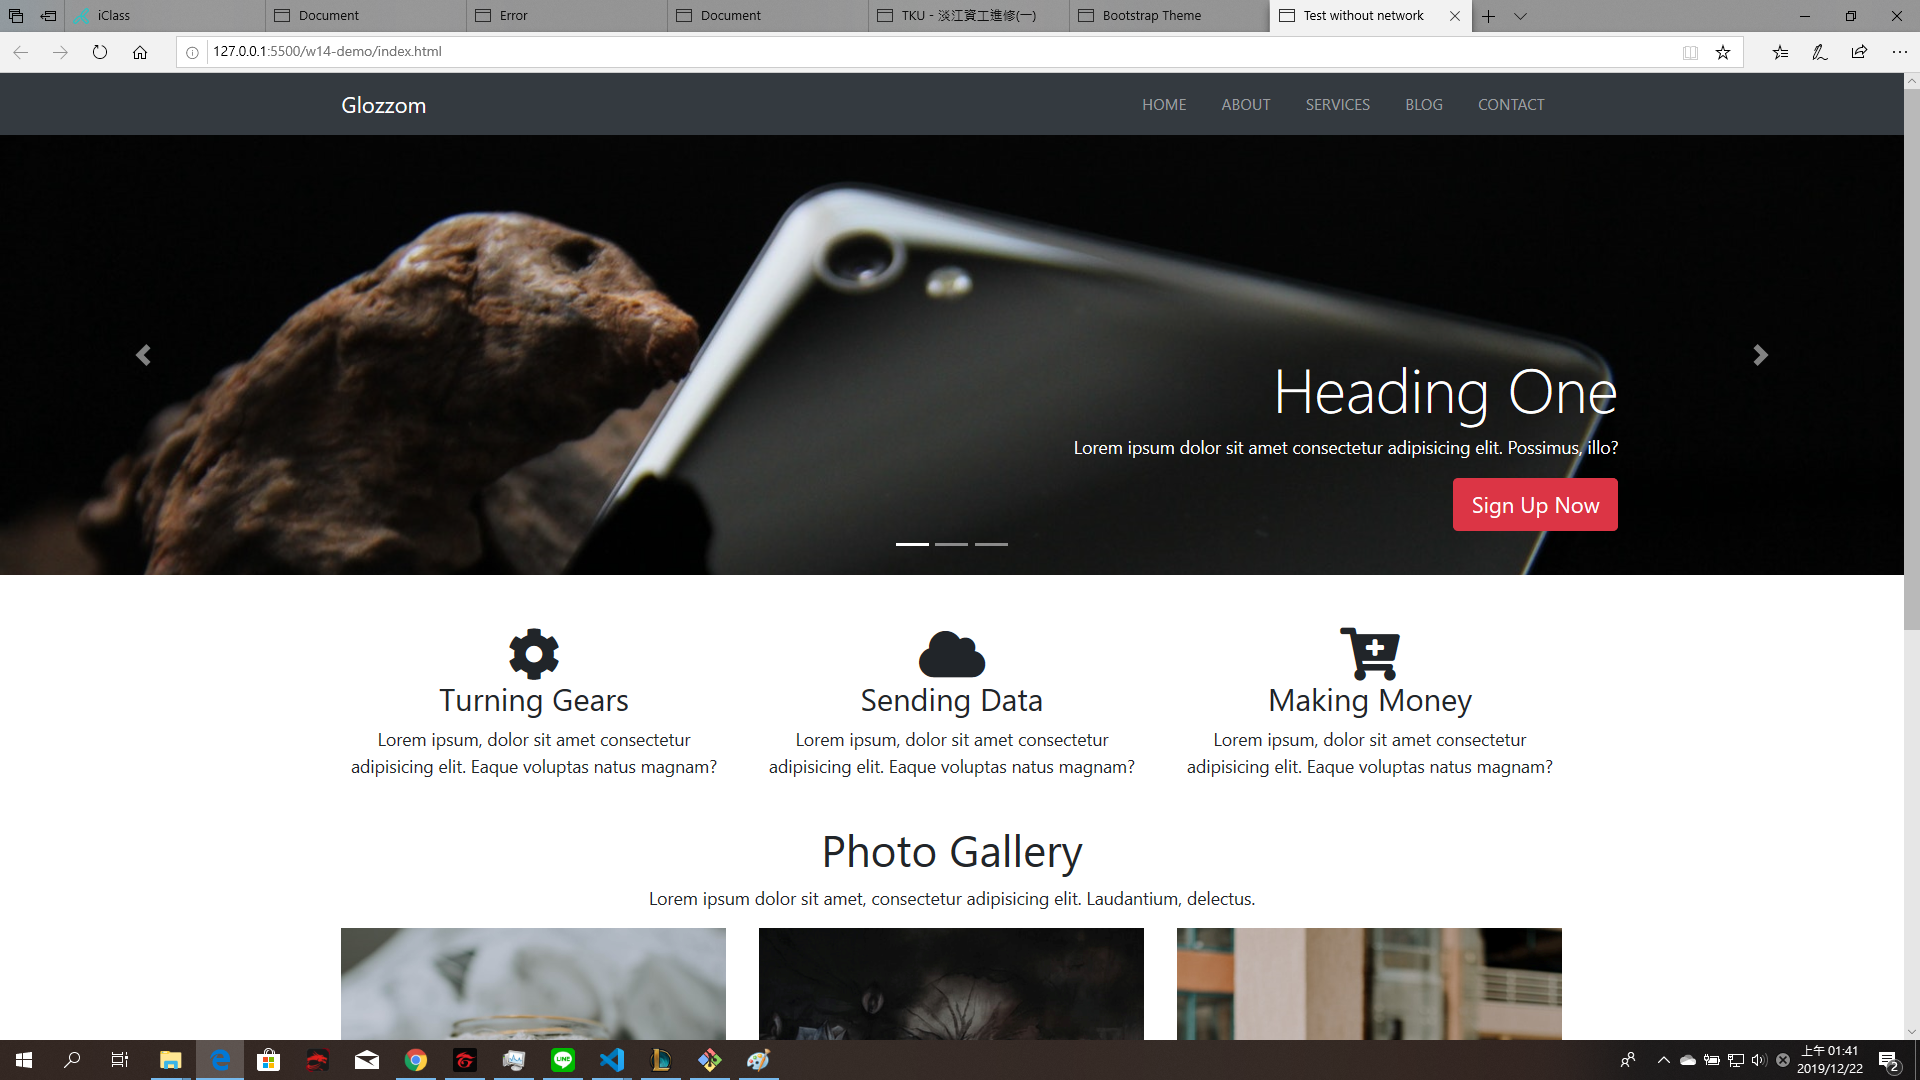 iClass
Document
Error
Document
TKU - 淡江資工進修(一)
Bootstrap Theme
Test without network
127.0.0.1:5500/w14-demo/index.html
Glozzom
HOME
ABOUT
SERVICES
BLOG
CONTACT
Heading One
Lorem ipsum dolor sit amet consectetur adipisicing elit. Possimus, illo?
Sign Up Now
Turning Gears
Lorem ipsum, dolor sit amet consectetur
adipisicing elit. Eaque voluptas natus magnam?
Sending Data
Lorem ipsum, dolor sit amet consectetur
adipisicing elit. Eaque voluptas natus magnam?
Making Money
Lorem ipsum, dolor sit amet consectetur
adipisicing elit. Eaque voluptas natus magnam?
Photo Gallery
Lorem ipsum dolor sit amet, consectetur adipisicing elit. Laudantium, delectus.
LINE
上午 01:41
2019/12/22
2